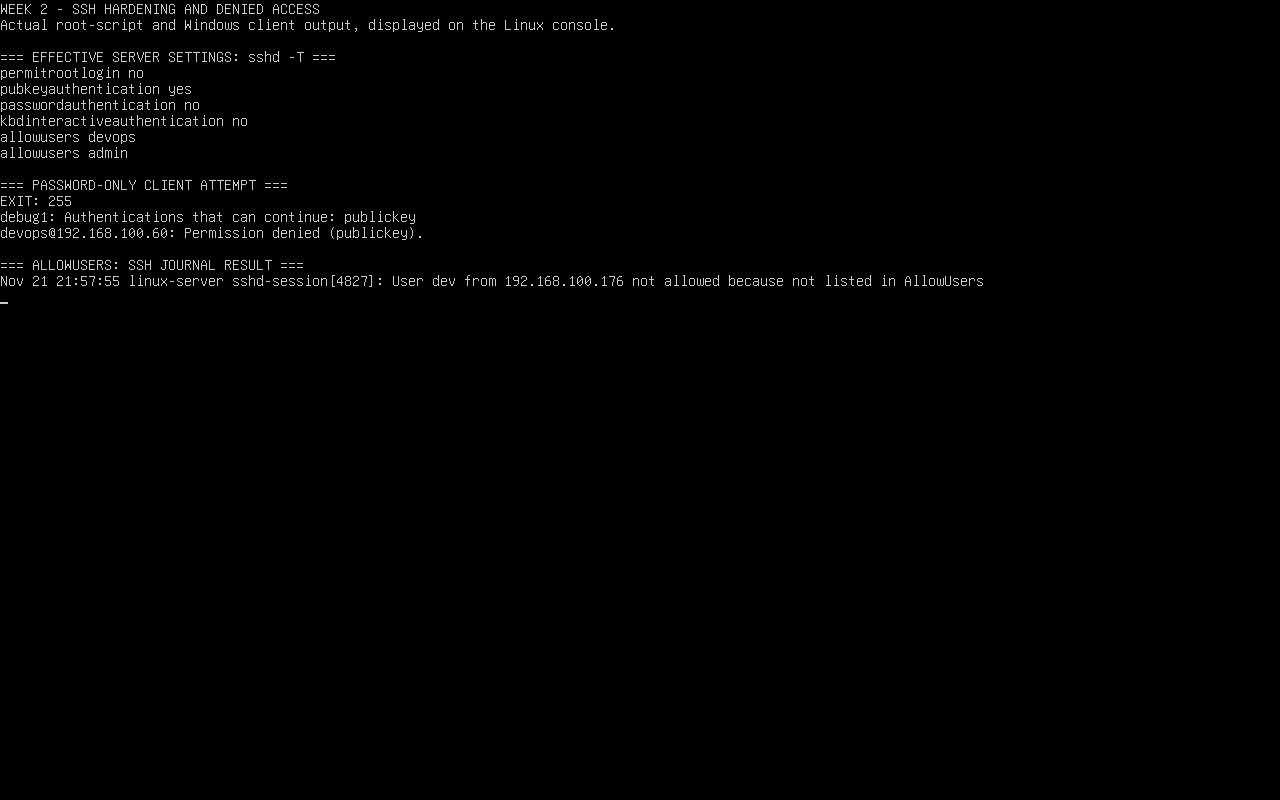 WEEK 2 - SSH HARDENING AND DENIED ACCESS
Actual root-script and Windows client output, displayed on the Linux console.
=== EFFECTIVE SERVER SETTINGS: sshd -T ===
permitrootlogin no
pubkeyauthentication yes
passwordauthentication no
kbdinteractiveauthentication no
allowusers devops
allowusers admin
=== PASSWORD-ONLY CLIENT ATTEMPT ===
EXIT: 255
debug1: Authentications that can continue: publickey
devops@192.168.100.60: Permission denied (publickey).
=== ALLOWUSERS: SSH JOURNAL RESULT ===
Nov 21 21:57:55 linux-server sshd-session[4827]: User dev from 192.168.100.176 not allowed because not listed in AllowUsers